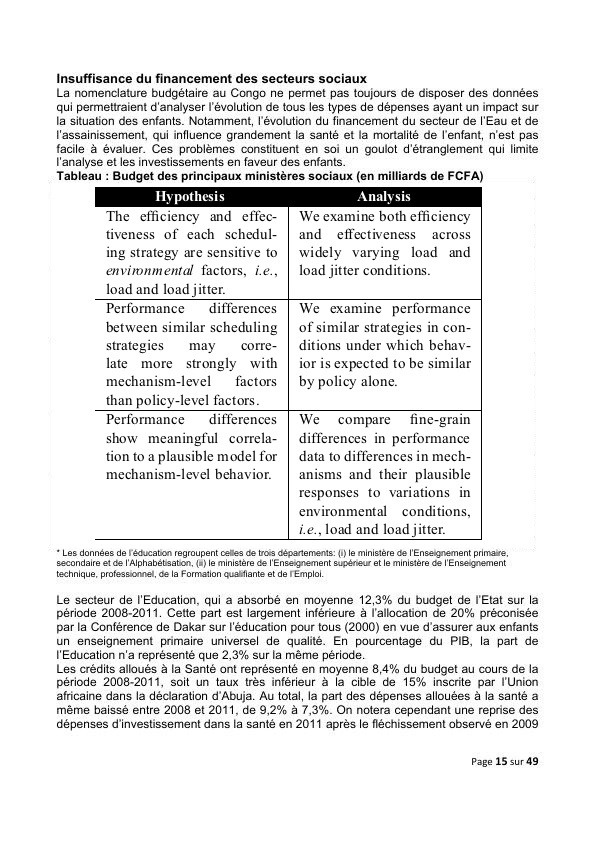 Insuffisance du financement des secteurs sociaux
La nomenclature budgétaire au Congo ne permet pas toujours de disposer des données
qui permettraient d’analyser l’évolution de tous les types de dépenses ayant un impact sur
la situation des enfants. Notamment, l’évolution du financement du secteur de l’Eau et de
l’assainissement, qui influence grandement la santé et la mortalité de l’enfant, n’est pas
facile à évaluer. Ces problèmes constituent en soi un goulot d’étranglement qui limite
l’analyse et les investissements en faveur des enfants.
Tableau : Budget des principaux ministères sociaux (en milliards de FCFA)
Hypothesis Analysis
The efficiency and effec-
tiveness of each schedul-
ing strategy are sensitive to
environmental factors, i.e.,
load and load jitter.
We examine both efficiency
and effectiveness across
widely varying load and
load jitter conditions.
Performance differences
between similar scheduling
strategies may corre-
late more strongly with
mechanism-level factors
than policy-level factors.
We examine performance
of similar strategies in con-
ditions under which behav-
ior is expected to be similar
by policy alone.
Performance differences
show meaningful correla-
tion to a plausible model for
mechanism-level behavior.
We compare fine-grain
differences in performance
data to differences in mech-
anisms and their plausible
responses to variations in
environmental conditions,
i.e., load and load jitter.
* Les données de l’éducation regroupent celles de trois départements: (i) le ministère de l’Enseignement primaire,
secondaire et de l’Alphabétisation, (ii) le ministère de l’Enseignement supérieur et le ministère de l’Enseignement
technique, professionnel, de la Formation qualifiante et de l’Emploi.
Le secteur de l’Education, qui a absorbé en moyenne 12,3% du budget de l’Etat sur la
période 2008-2011. Cette part est largement inférieure à l’allocation de 20% préconisée
par la Conférence de Dakar sur l’éducation pour tous (2000) en vue d’assurer aux enfants
un enseignement primaire universel de qualité. En pourcentage du PIB, la part de
l’Education n’a représenté que 2,3% sur la même période.
Les crédits alloués à la Santé ont représenté en moyenne 8,4% du budget au cours de la
période 2008-2011, soit un taux très inférieur à la cible de 15% inscrite par l’Union
africaine dans la déclaration d’Abuja. Au total, la part des dépenses allouées à la santé a
même baissé entre 2008 et 2011, de 9,2% à 7,3%. On notera cependant une reprise des
dépenses d’investissement dans la santé en 2011 après le fléchissement observé en 2009
Page 15 sur 49